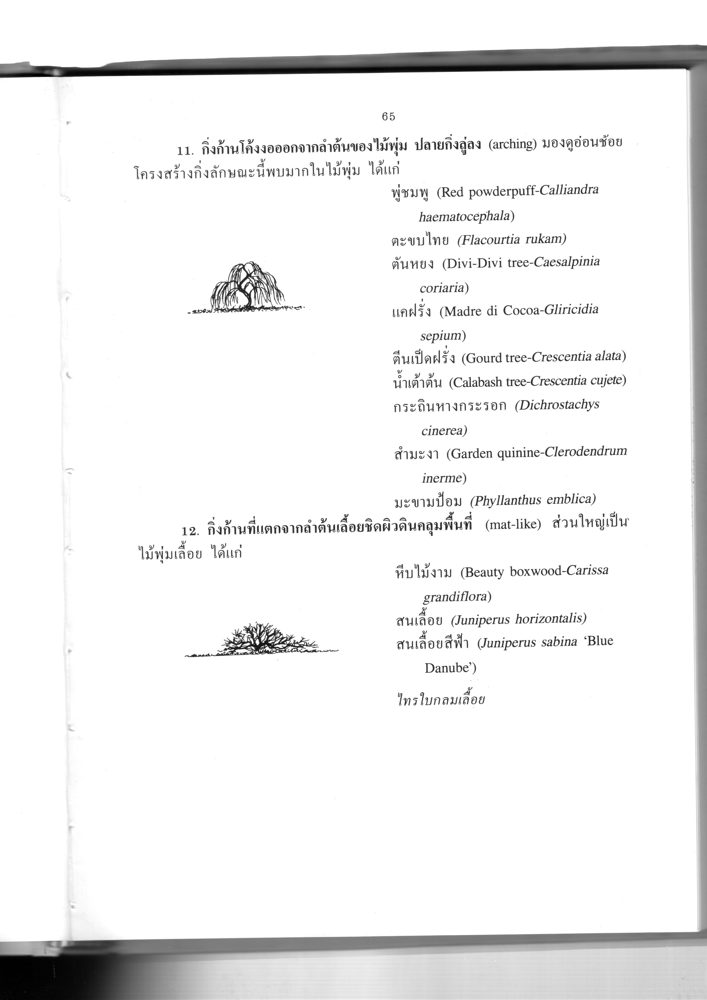 65
11. กิ่งก้านโค้งงอออกจากลำต้นของไม้พุ่ม ปลายกิ่งลู่ลง (arching) มองดูอ่อนช้อย
โครงสร้างกิ่งลักษณะนี้พบมากในไม้พุ่ม ได้แก่
พู่ชมพู (Red powderpuff-Calliandra
haematocephala)
ตะขบไทย (Flacourtia rukam)
ตันหยง (Divi-Divi tree-Caesalpinia
coriaria)
แคฝรั่ง (Madre di Cocoa-Gliricidia
sepium)
ตีนเป็ดฝรั่ง (Gourd tree-Crescentia alata)
น้ำเต้าต้น (Calabash tree-Crescentia cujete)
กระถินหางกระรอก (Dichrostachys
cinerea)
สำมะงา (Garden quinine-Clerodendrum
inerme)
มะขามป้อม (Phyllanthus emblica)
12. กิ่งก้านที่แตกจากลำต้นเลื้อยชิดผิวดินคลุมพื้นที่ (mat-like) ส่วนใหญ่เป็น
ไม้พุ่มเลื้อย ได้แก่
หีบไม้งาม (Beauty boxwood-Carissa
grandiflora)
สนเลื้อย (Juniperus horizontalis)
สนเลื้อยสีฟ้า (Juniperus sabina ‘Blue
Danube’)
ไทรใบกลมเลื้อย